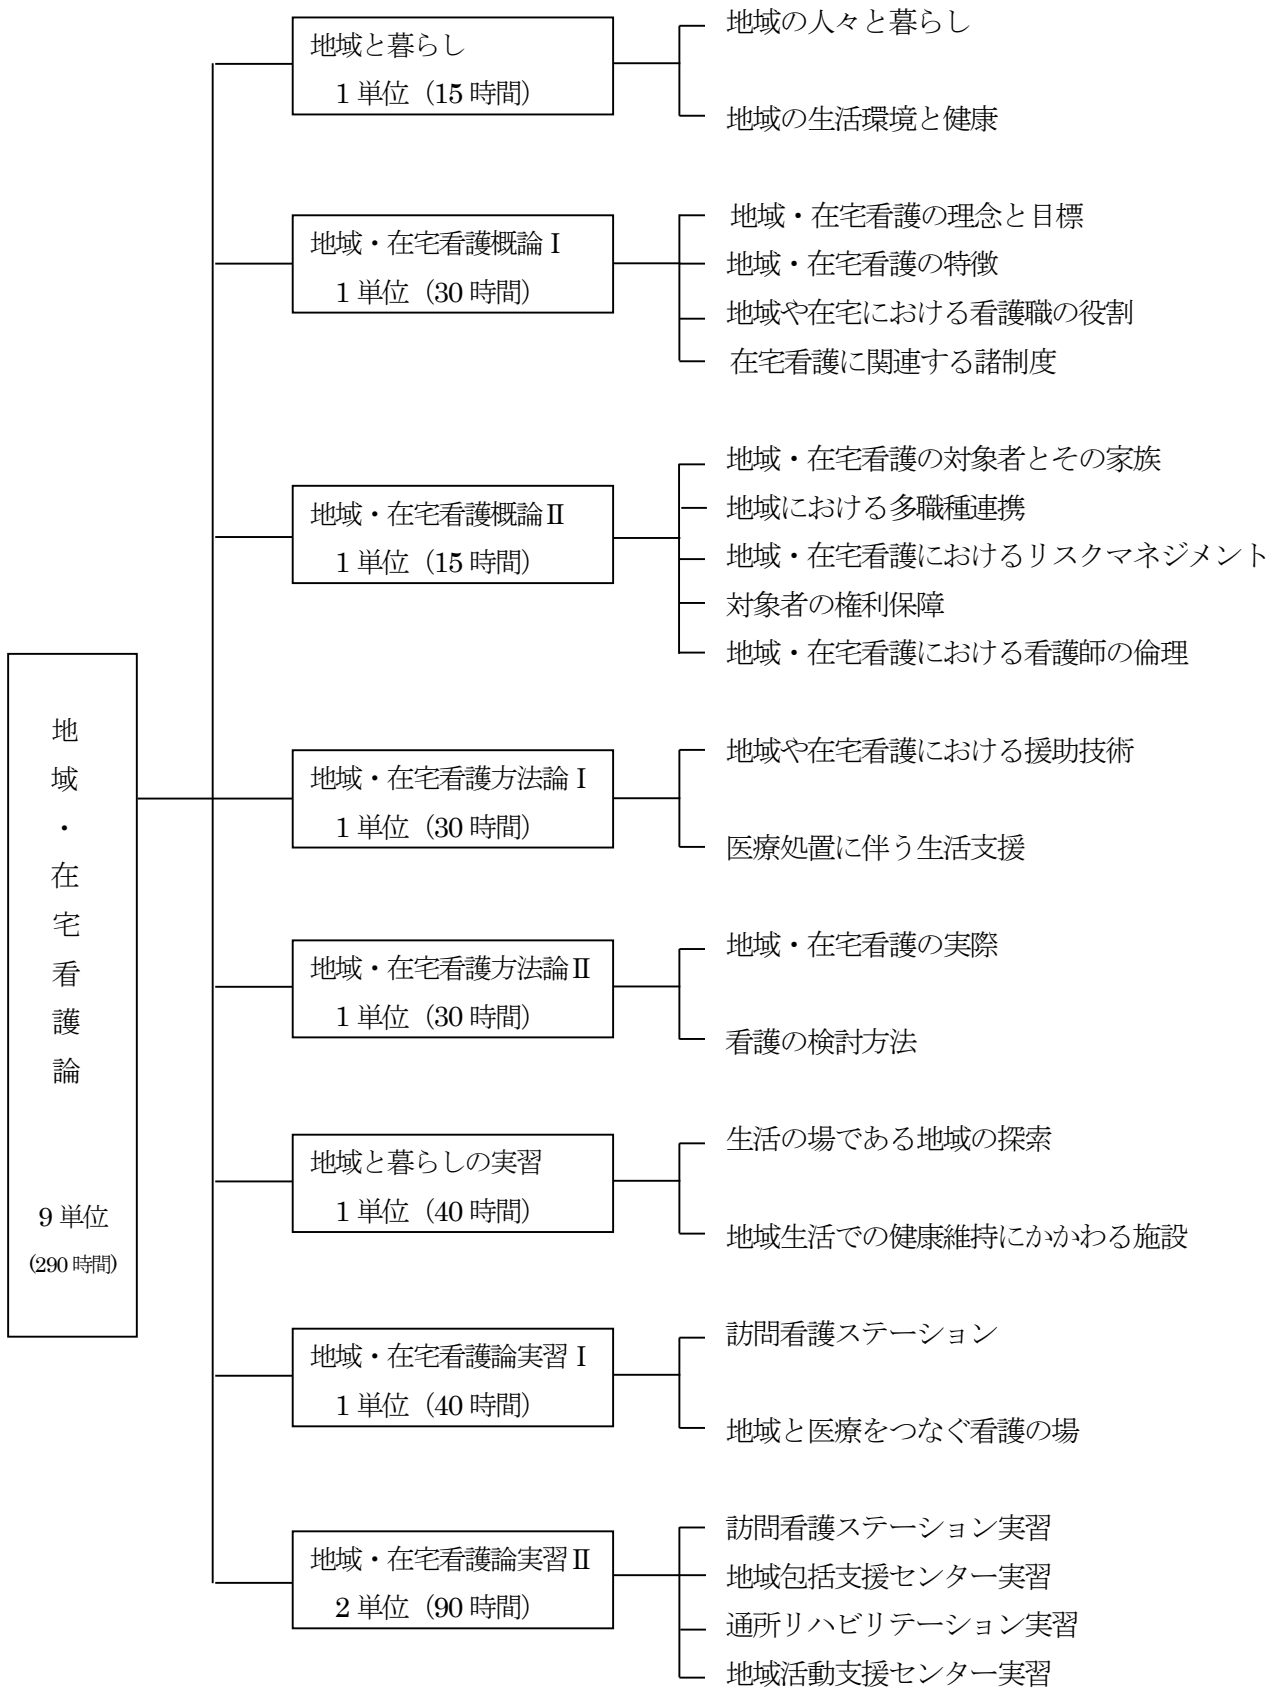 地域と暮らし
1単位（15時間）
地域の人々と暮らし
地域の生活環境と健康
地域・在宅看護概論Ⅰ
1単位（30時間）
地域・在宅看護の理念と目標
地域・在宅看護の特徴
地域や在宅における看護職の役割
在宅看護に関連する諸制度
地域・在宅看護概論Ⅱ
1単位（15時間）
地域・在宅看護の対象者とその家族
地域における多職種連携
地域・在宅看護におけるリスクマネジメント
対象者の権利保障
地域・在宅看護における看護師の倫理
地域・在宅看護論
9単位
(290時間)
地域・在宅看護方法論Ⅰ
1単位（30時間）
地域や在宅看護における援助技術
医療処置に伴う生活支援
地域・在宅看護方法論Ⅱ
1単位（30時間）
地域・在宅看護の実際
看護の検討方法
地域と暮らしの実習
1単位（40時間）
生活の場である地域の探索
地域生活での健康維持にかかわる施設
地域・在宅看護論実習Ⅰ
1単位（40時間）
訪問看護ステーション
地域と医療をつなぐ看護の場
地域・在宅看護論実習Ⅱ
2単位（90時間）
訪問看護ステーション実習
地域包括支援センター実習
通所リハビリテーション実習
地域活動支援センター実習